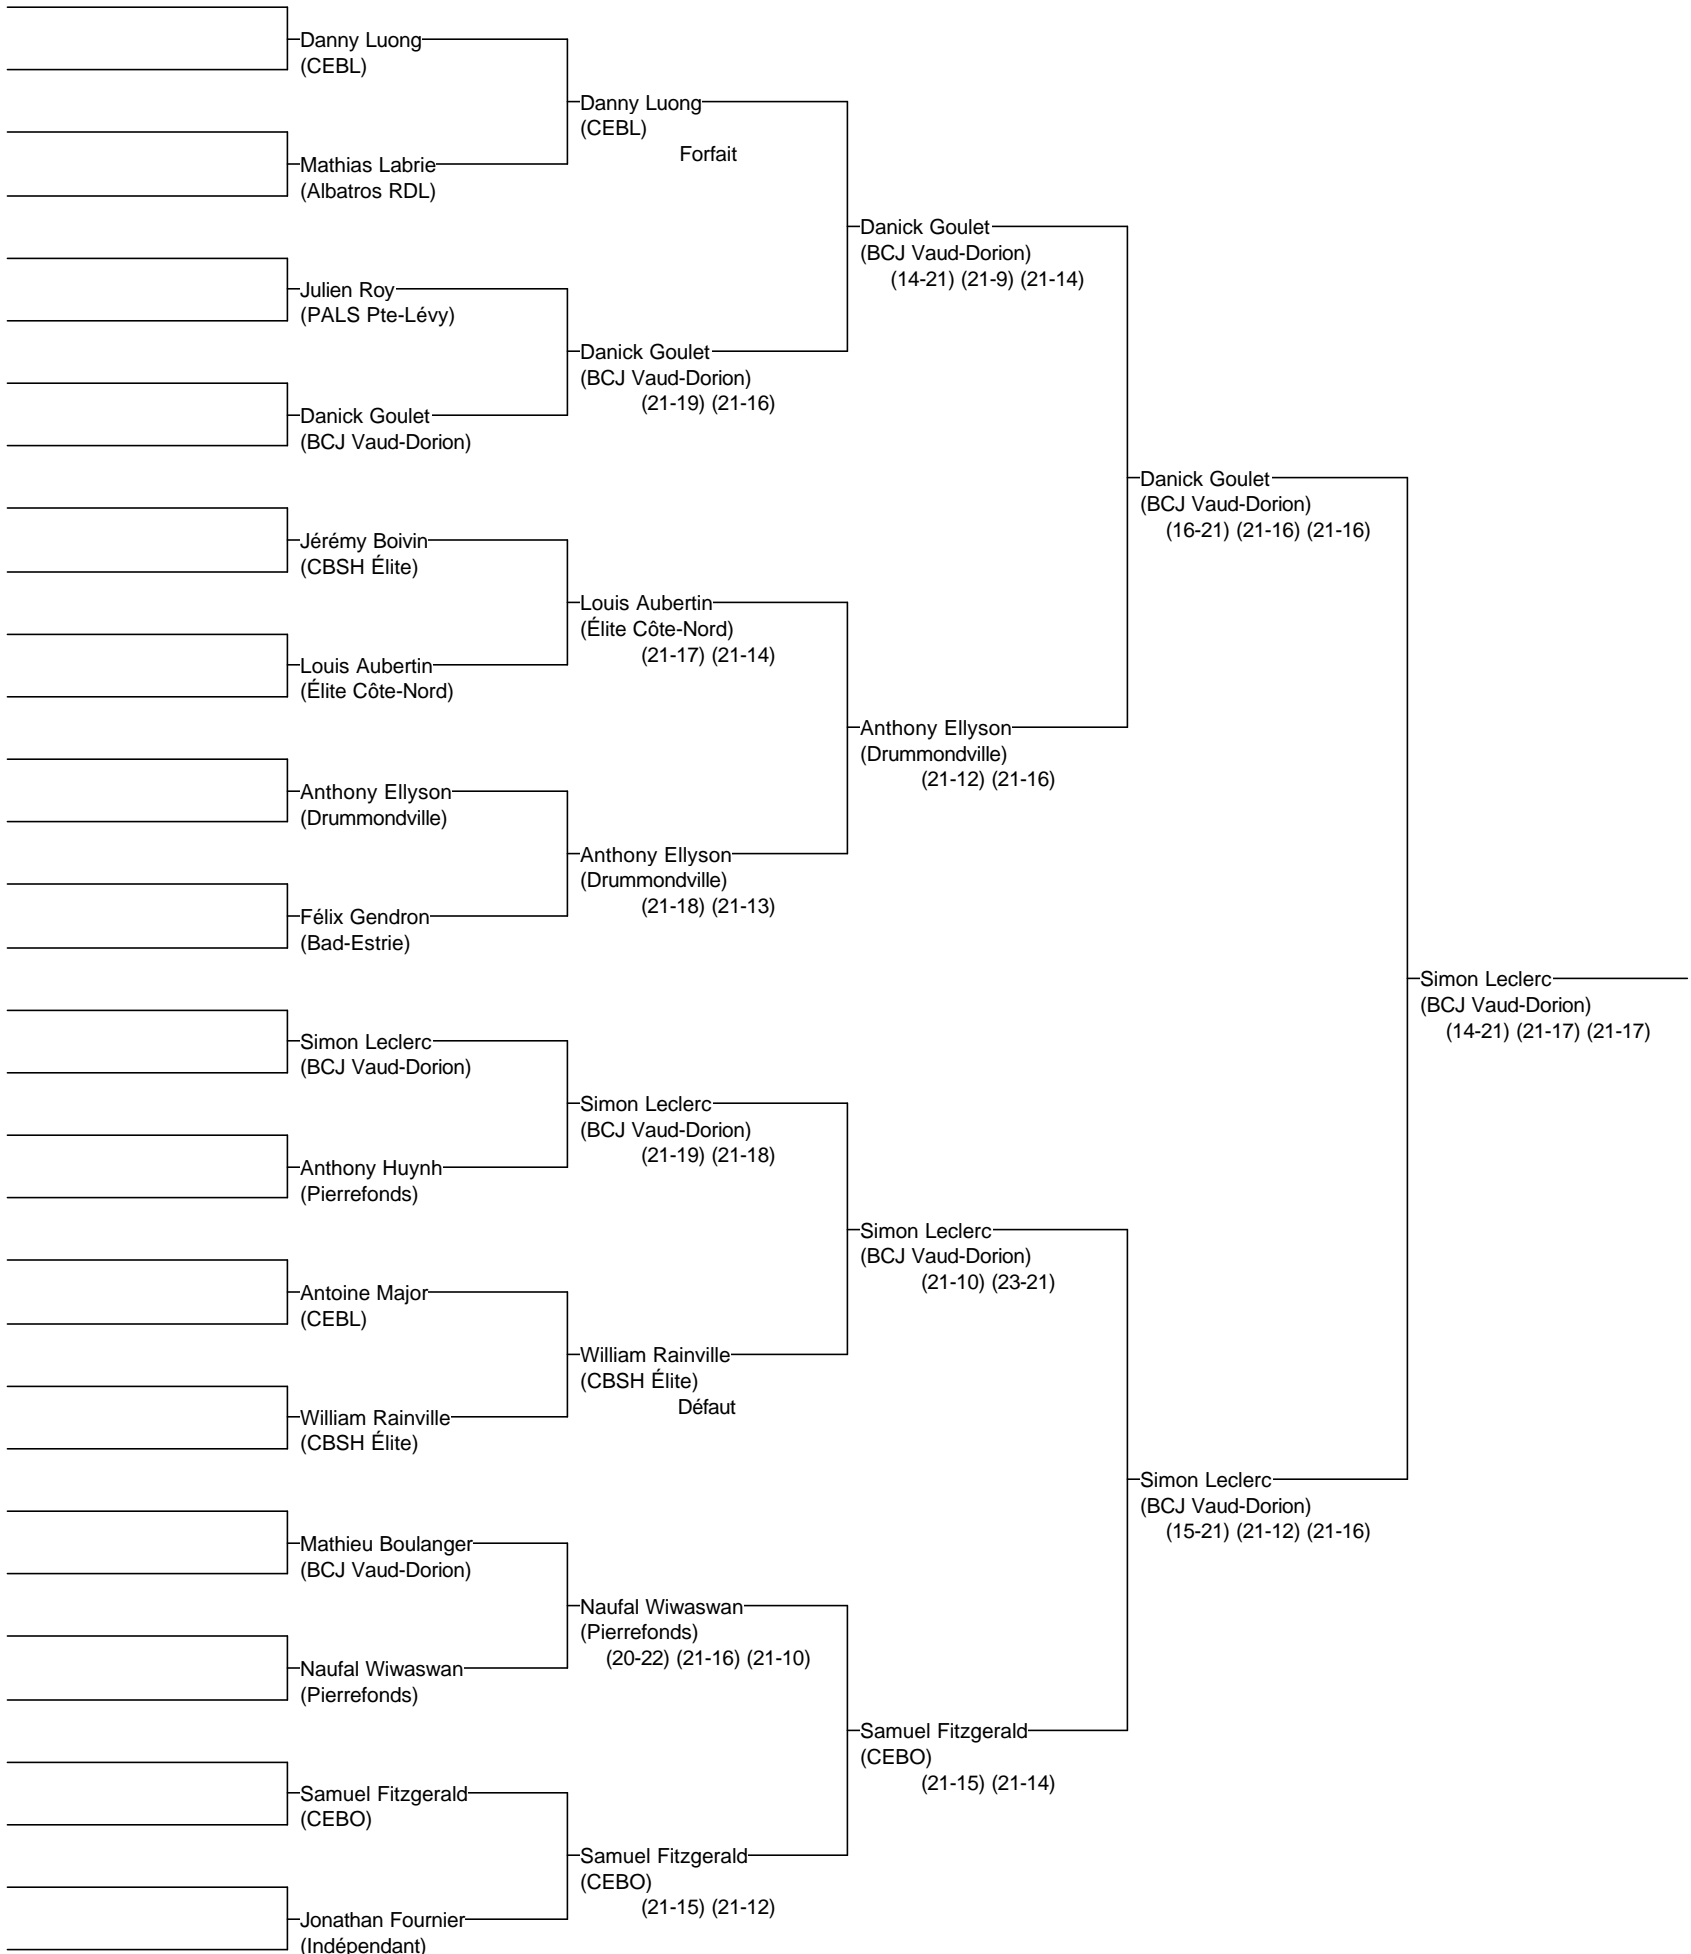 Danny Luong
(CEBL)
Mathias Labrie
(Albatros RDL)
Julien Roy
(PALS Pte-Lévy)
Danick Goulet
(BCJ Vaud-Dorion)
Jérémy Boivin
(CBSH Élite)
Louis Aubertin
(Élite Côte-Nord)
Anthony Ellyson
(Drummondville)
Félix Gendron
(Bad-Estrie)
Simon Leclerc
(BCJ Vaud-Dorion)
Anthony Huynh
(Pierrefonds)
Antoine Major
(CEBL)
William Rainville
(CBSH Élite)
Mathieu Boulanger
(BCJ Vaud-Dorion)
Naufal Wiwaswan
(Pierrefonds)
Samuel Fitzgerald
(CEBO)
Jonathan Fournier
(Indépendant)
Danny Luong
(CEBL)
Forfait
Danick Goulet
(BCJ Vaud-Dorion)
(21-19) (21-16)
Louis Aubertin
(Élite Côte-Nord)
(21-17) (21-14)
Anthony Ellyson
(Drummondville)
(21-18) (21-13)
Simon Leclerc
(BCJ Vaud-Dorion)
(21-19) (21-18)
William Rainville
(CBSH Élite)
Défaut
Naufal Wiwaswan
(Pierrefonds)
(20-22) (21-16) (21-10)
Samuel Fitzgerald
(CEBO)
(21-15) (21-12)
Danick Goulet
(BCJ Vaud-Dorion)
(14-21) (21-9) (21-14)
Anthony Ellyson
(Drummondville)
(21-12) (21-16)
Simon Leclerc
(BCJ Vaud-Dorion)
(21-10) (23-21)
Samuel Fitzgerald
(CEBO)
(21-15) (21-14)
Danick Goulet
(BCJ Vaud-Dorion)
(16-21) (21-16) (21-16)
Simon Leclerc
(BCJ Vaud-Dorion)
(15-21) (21-12) (21-16)
Simon Leclerc
(BCJ Vaud-Dorion)
(14-21) (21-17) (21-17)